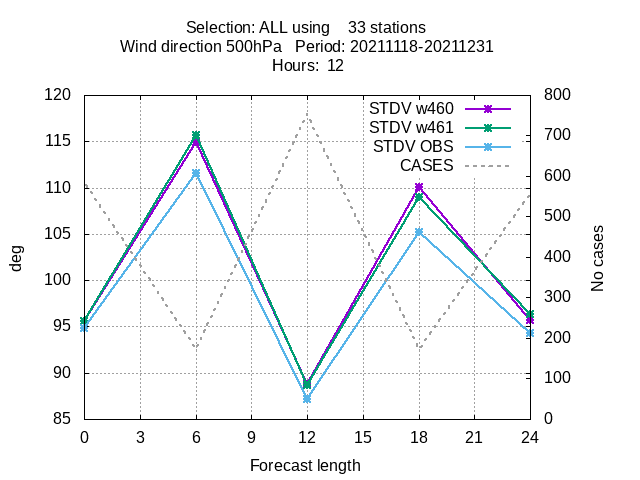 Selection: ALL using    33 stations
Wind direction 500hPa   Period: 20211118-20211231
Hours:  12
STDV w460
STDV w461
STDV OBS
CASES
120
115
110
105
100
95
90
85
deg
800
700
600
500
400
300
200
100
0
No cases
0 3 6 9 12 15 18 21 24
Forecast length